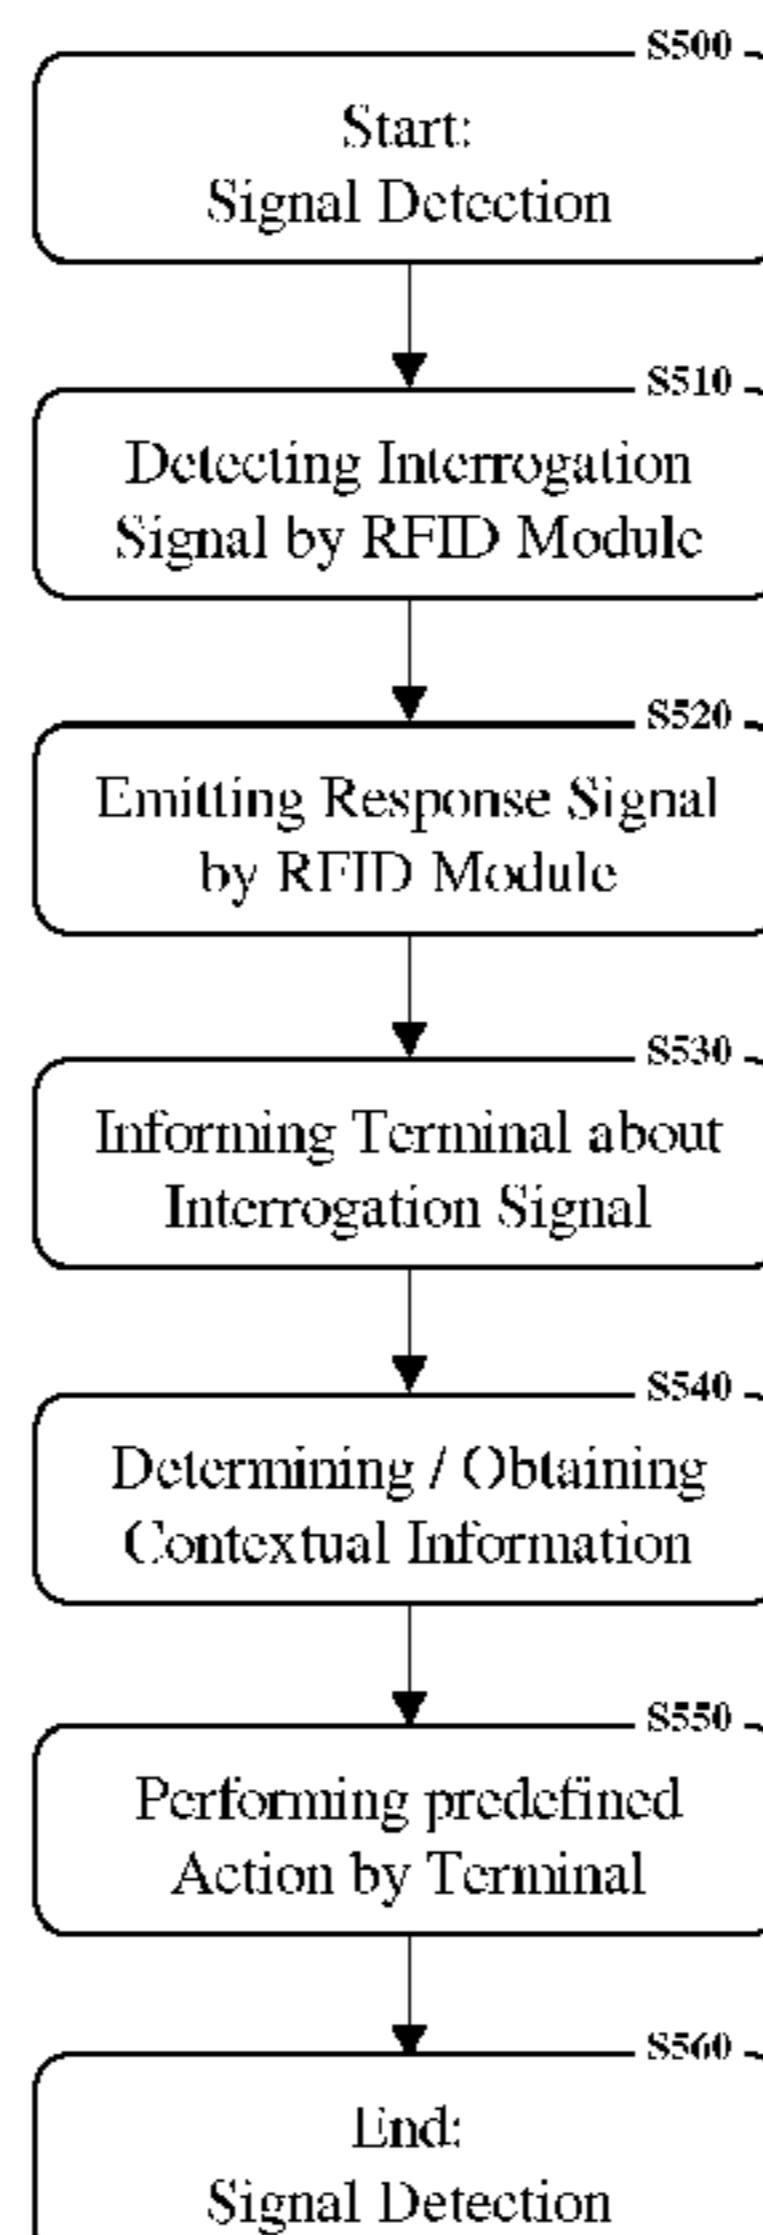 S500
Start:
Signal Detection
S510
Detecting Interrogation
Signal by RFID Module
S520
Emitting Response Signal
by RFID Module
S530
Informing Terminal about
Interrogation Signal
S540
Determining / Obtaining
Contextual Information
S550
Performing predefined
Action by Terminal
S560
End:
Signal Detection